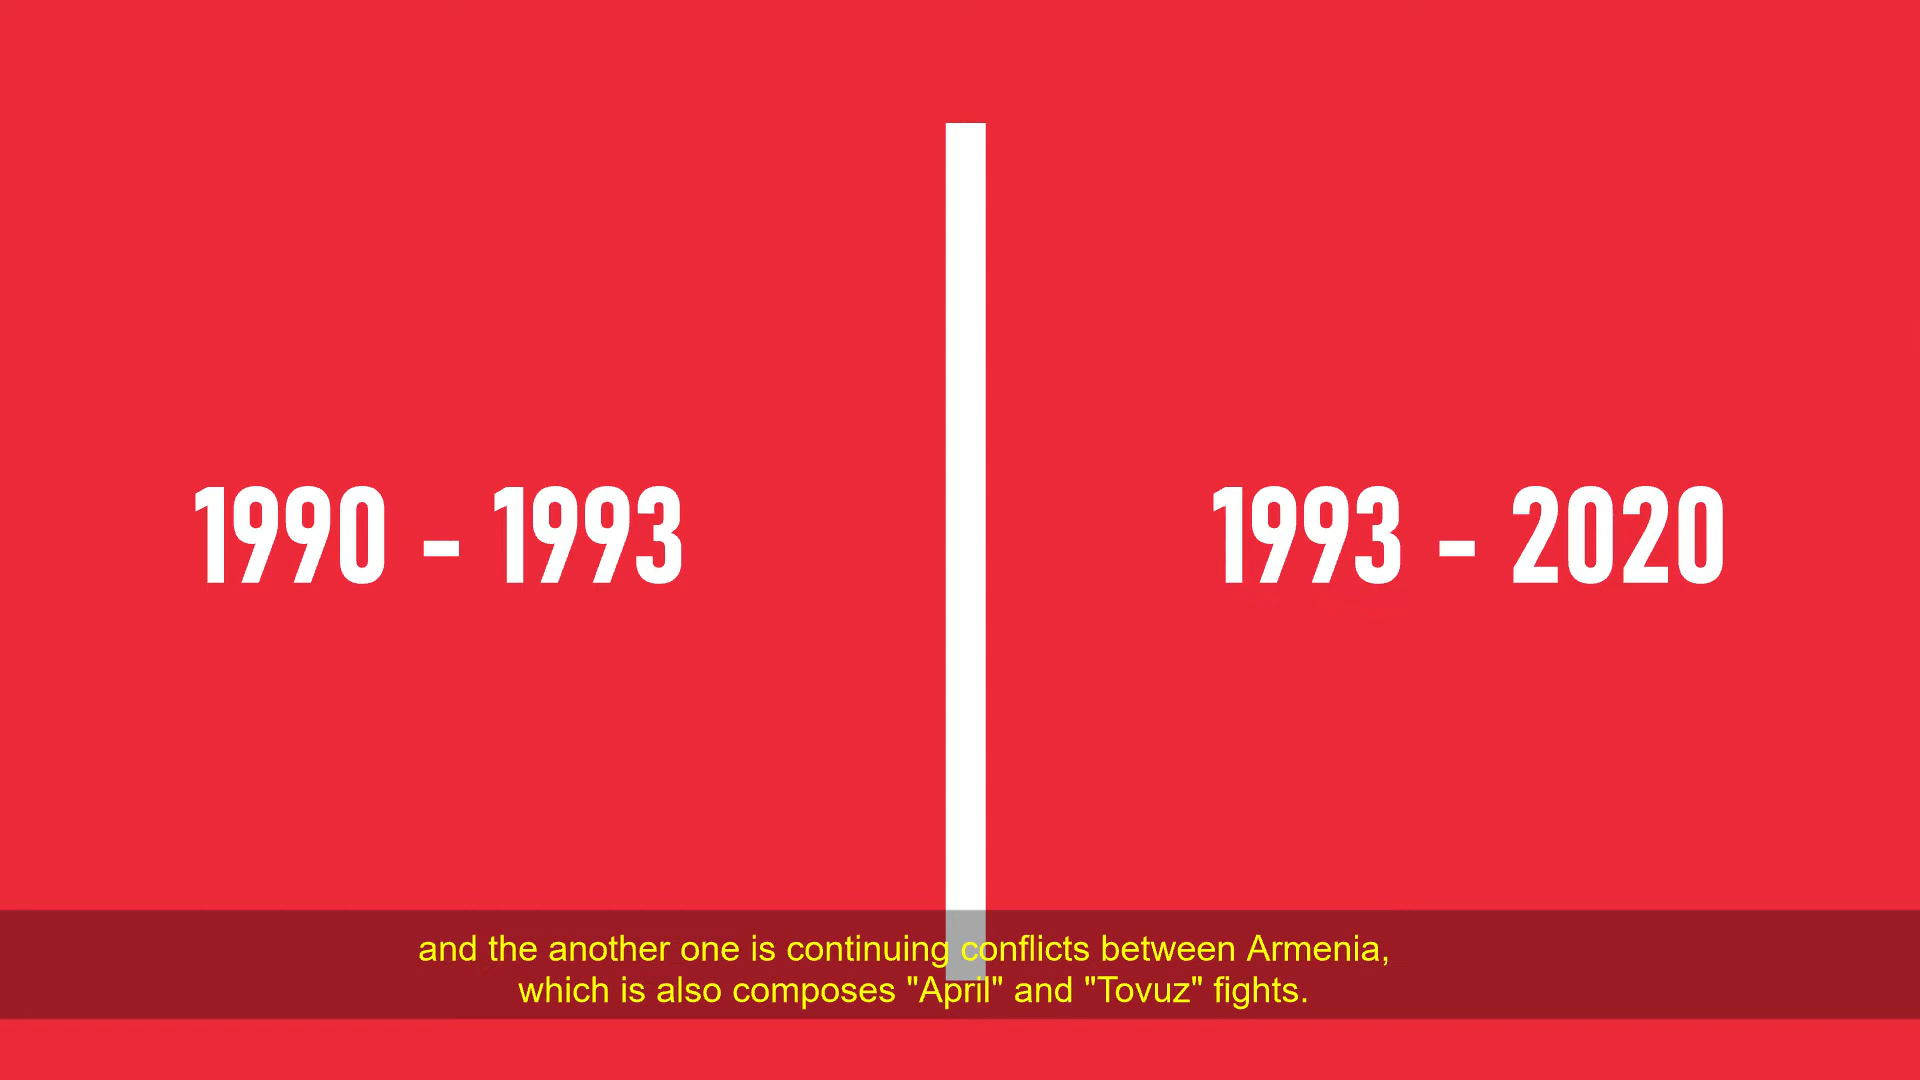 1990 - 1993
1993 - 2020
and the another one is continuing conflicts between Armenia,
which is also composes "April" and "Tovuz" fights.